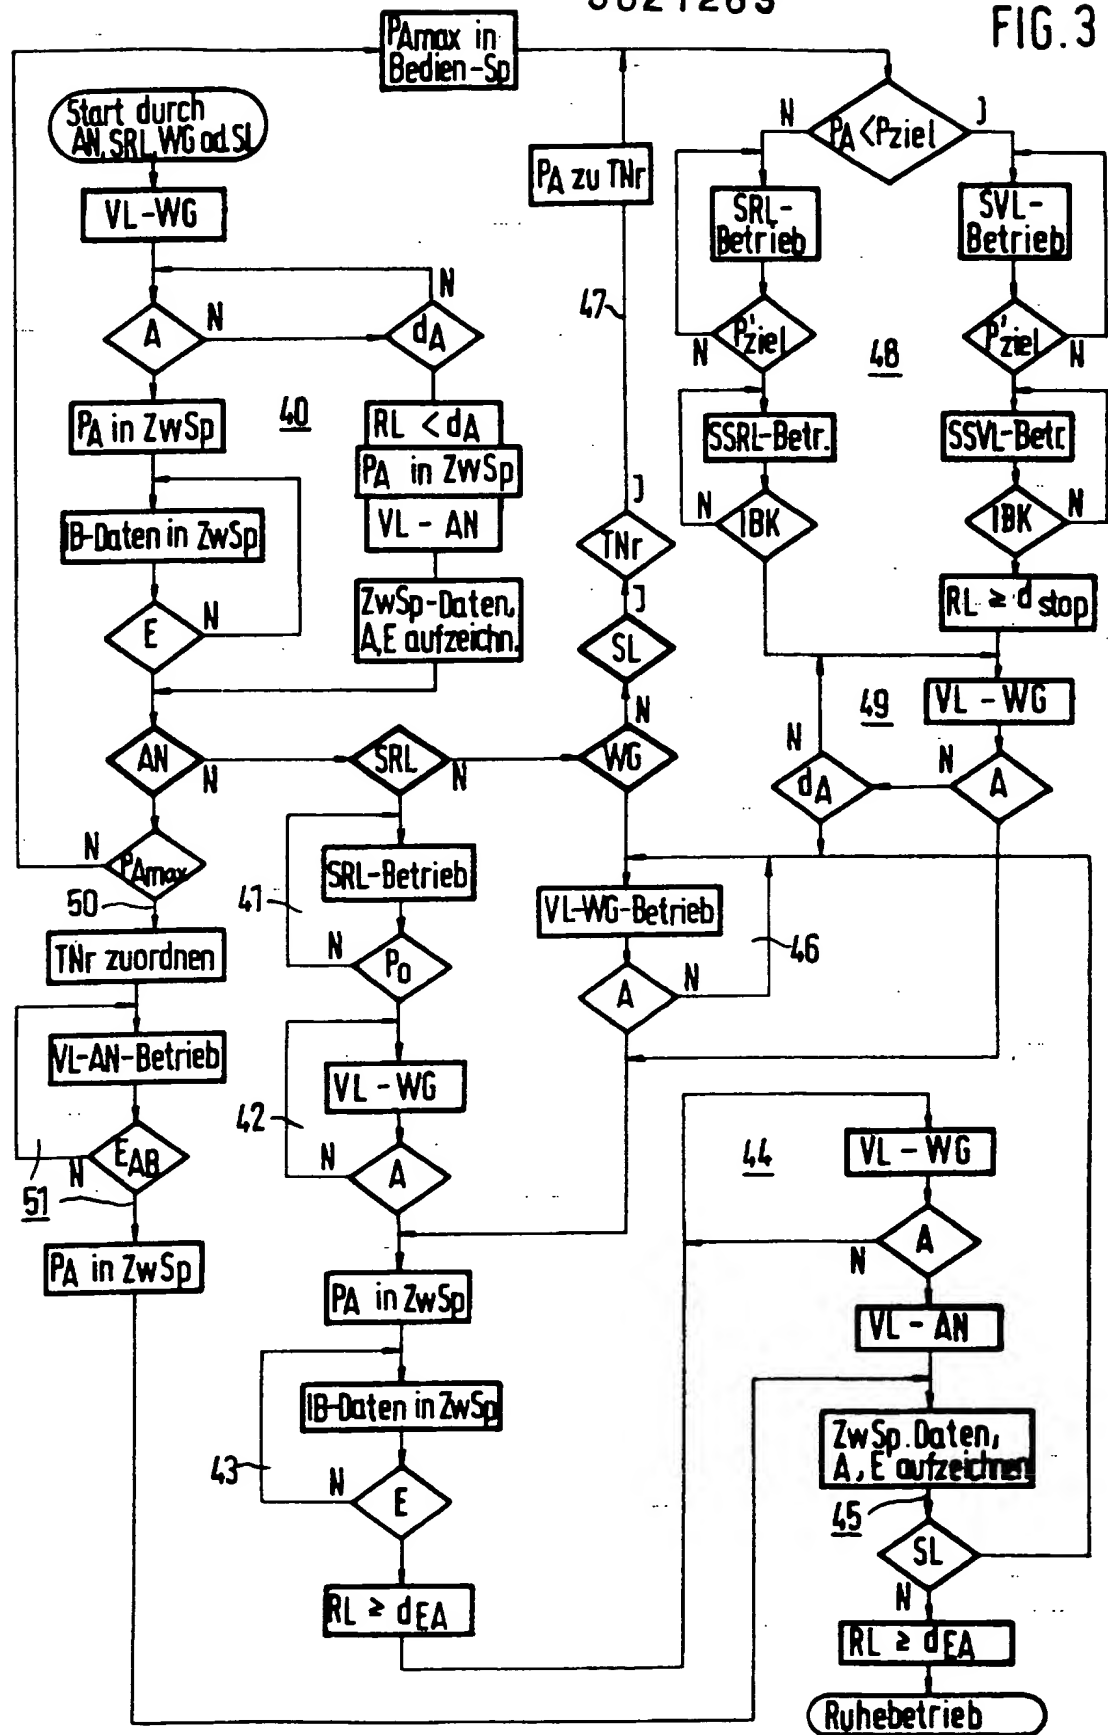 FIG. 3
PAmax in
Bedien-Sp
Start durch
AN, SRL, WG od. SL
VL-WG
A
N
dA
N
PA in ZwSp
40
RL < dA
PA in ZwSp
VL - AN
IB-Daten in ZwSp
E
N
ZwSp-Daten,
A,E aufzeichn.
AN
N
SRL
N
WG
N
SL
J
TNr
J
47
PA zu TNr
PA < Pziel
N
J
SRL-
Betrieb
SVL-
Betrieb
P'ziel
N
P'ziel
N
48
SSRL-Betr.
SSVL-Betr.
IBK
N
IBK
N
RL ≥ dstop
49
VL - WG
A
N
dA
N
PAmax
N
50
TNr zuordnen
VL-AN-Betrieb
EAB
N
51
PA in ZwSp
41
SRL-Betrieb
P0
N
42
VL - WG
A
N
VL-WG-Betrieb
46
A
N
PA in ZwSp
43
IB-Daten in ZwSp
E
N
RL ≥ dEA
44
VL - WG
A
N
VL - AN
ZwSp.Daten,
A, E aufzeichnen
45
SL
N
RL ≥ dEA
Ruhebetrieb